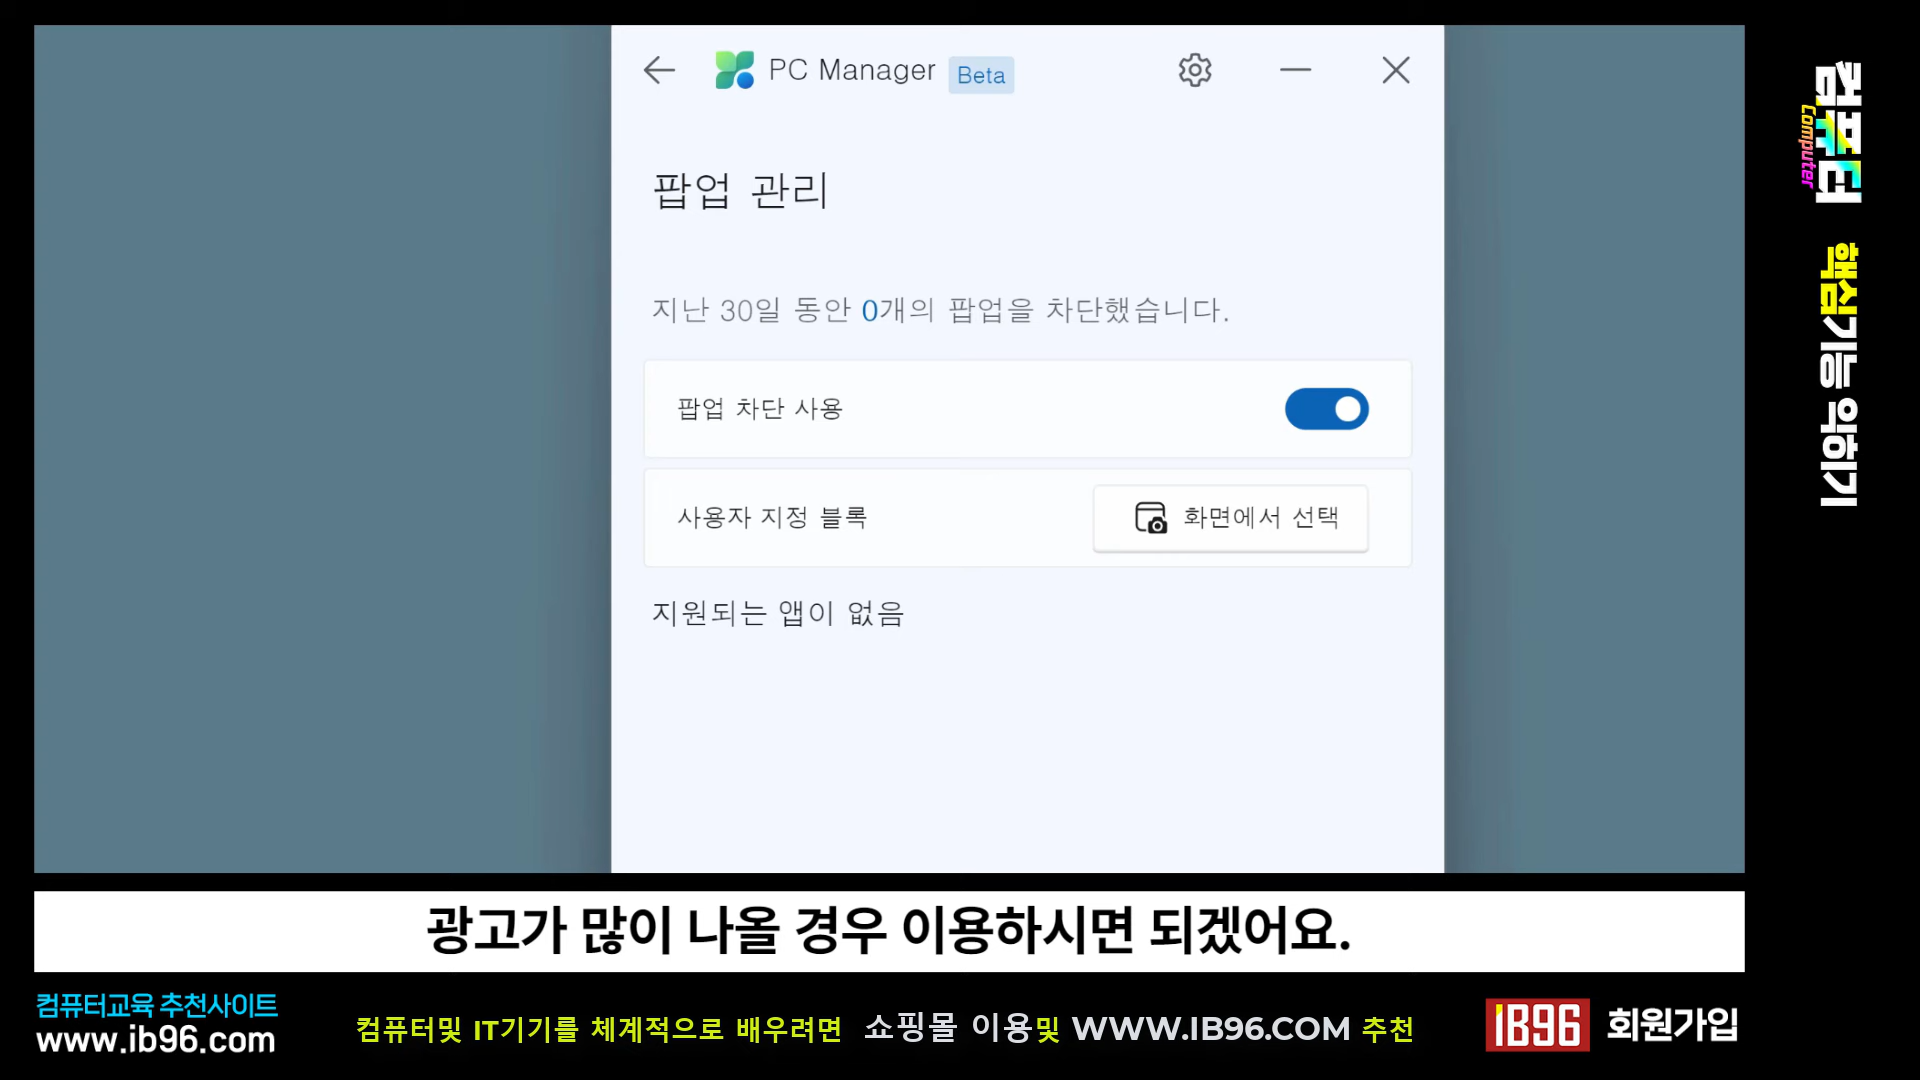 PC Manager Beta
팝업 관리
지난 30일 동안 0개의 팝업을 차단했습니다.
팝업 차단 사용
사용자 지정 블록
화면에서 선택
지원되는 앱이 없음
컴퓨터
Computer
핵심기능 익히기
광고가 많이 나올 경우 이용하시면 되겠어요.
컴퓨터교육 추천사이트
www.ib96.com
컴퓨터및 IT기기를 체계적으로 배우려면 쇼핑몰 이용및 WWW.IB96.COM 추천
IB96 회원가입